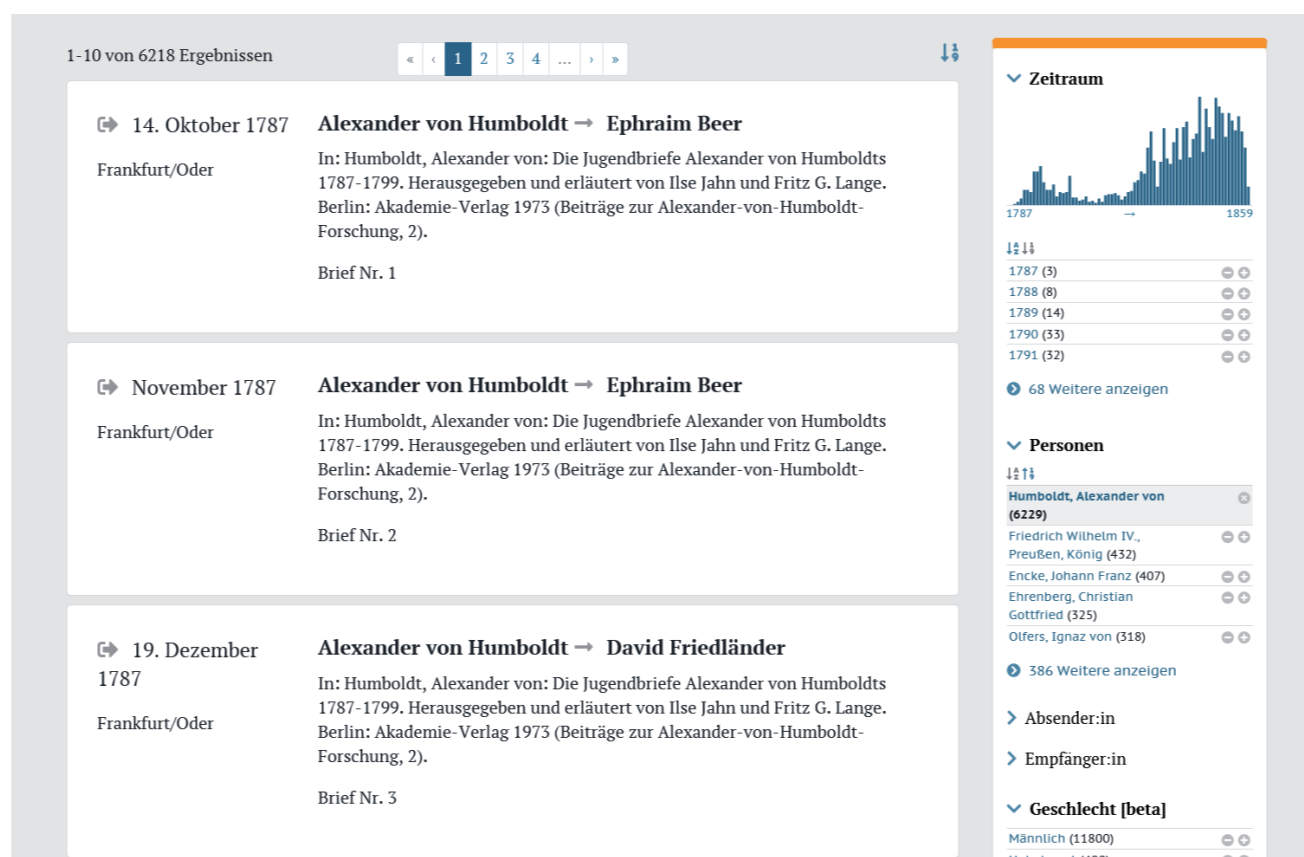 1-10 von 6218 Ergebnissen
« ‹ 1 2 3 4 ... › »
14. Oktober 1787
Frankfurt/Oder
Alexander von Humboldt → Ephraim Beer
In: Humboldt, Alexander von: Die Jugendbriefe Alexander von Humboldts
1787-1799. Herausgegeben und erläutert von Ilse Jahn und Fritz G. Lange.
Berlin: Akademie-Verlag 1973 (Beiträge zur Alexander-von-Humboldt-
Forschung, 2).
Brief Nr. 1
November 1787
Frankfurt/Oder
Alexander von Humboldt → Ephraim Beer
In: Humboldt, Alexander von: Die Jugendbriefe Alexander von Humboldts
1787-1799. Herausgegeben und erläutert von Ilse Jahn und Fritz G. Lange.
Berlin: Akademie-Verlag 1973 (Beiträge zur Alexander-von-Humboldt-
Forschung, 2).
Brief Nr. 2
19. Dezember
1787
Frankfurt/Oder
Alexander von Humboldt → David Friedländer
In: Humboldt, Alexander von: Die Jugendbriefe Alexander von Humboldts
1787-1799. Herausgegeben und erläutert von Ilse Jahn und Fritz G. Lange.
Berlin: Akademie-Verlag 1973 (Beiträge zur Alexander-von-Humboldt-
Forschung, 2).
Brief Nr. 3
Zeitraum
1787 → 1859
1787 (3)
1788 (8)
1789 (14)
1790 (33)
1791 (32)
68 Weitere anzeigen
Personen
Humboldt, Alexander von
(6229)
Friedrich Wilhelm IV.,
Preußen, König (432)
Encke, Johann Franz (407)
Ehrenberg, Christian
Gottfried (325)
Olfers, Ignaz von (318)
386 Weitere anzeigen
Absender:in
Empfänger:in
Geschlecht [beta]
Männlich (11800)